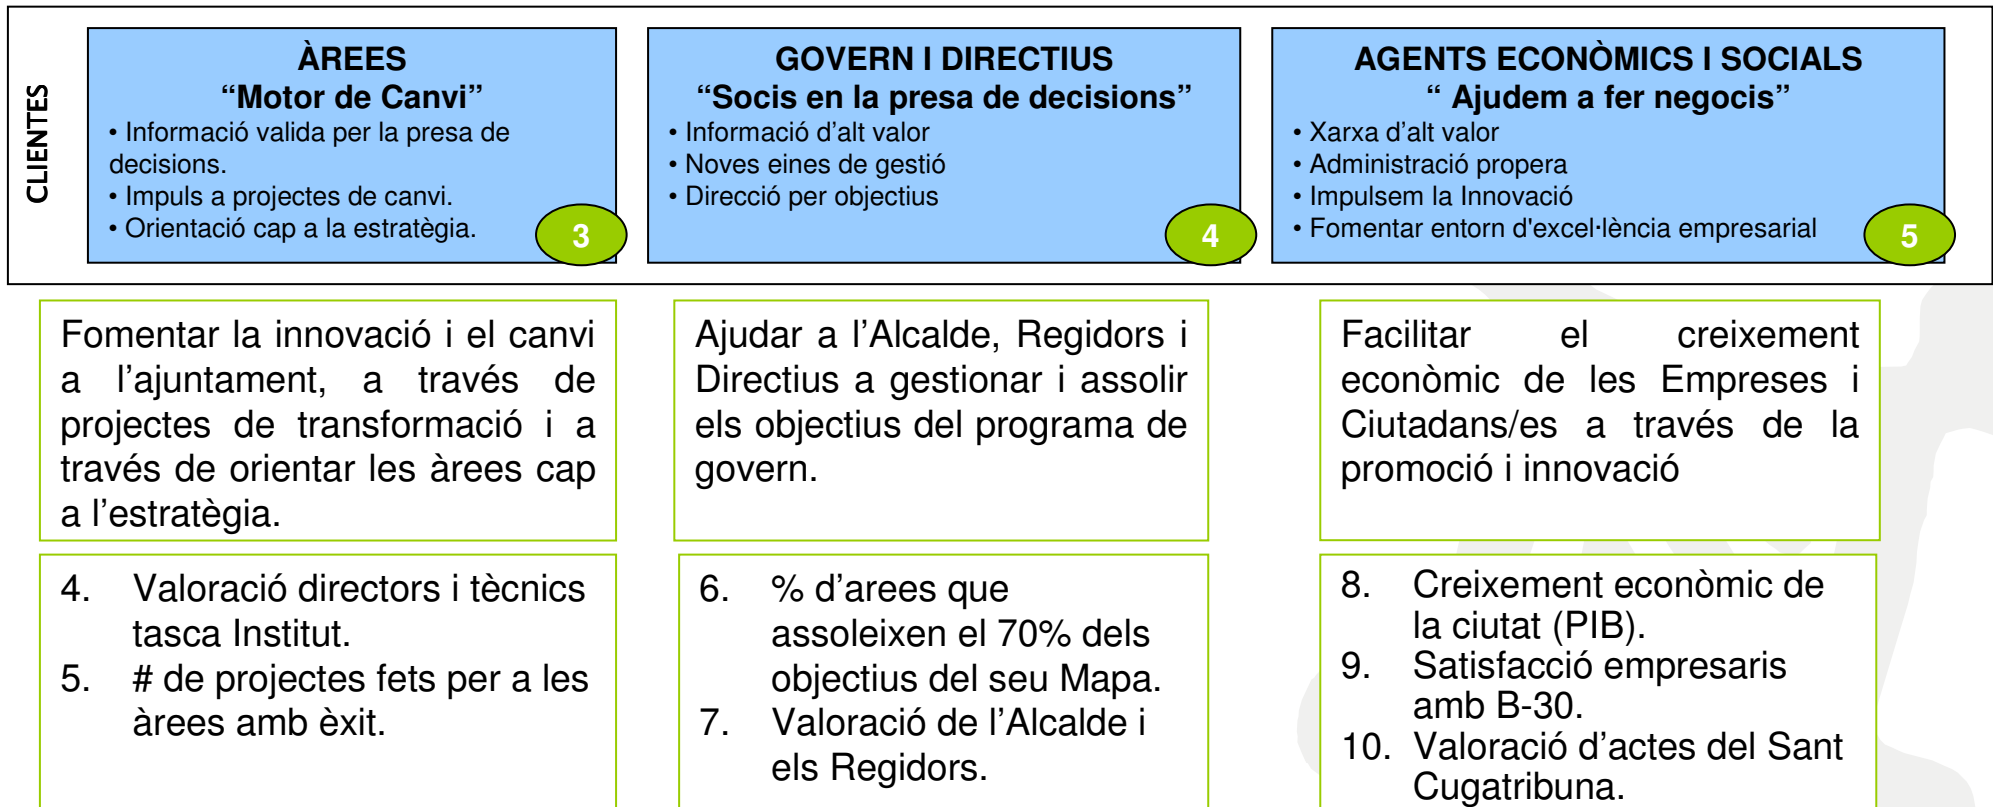 CLIENTES
ÀREES
“Motor de Canvi”
• Informació valida per la presa de
decisions.
• Impuls a projectes de canvi.
• Orientació cap a la estratègia.
3
GOVERN I DIRECTIUS
“Socis en la presa de decisions”
• Informació d’alt valor
• Noves eines de gestió
• Direcció per objectius
4
AGENTS ECONÒMICS I SOCIALS
“ Ajudem a fer negocis”
• Xarxa d’alt valor
• Administració propera
• Impulsem la Innovació
• Fomentar entorn d'excel·lència empresarial
5
Fomentar la innovació i el canvi
a l’ajuntament, a través de
projectes de transformació i a
través de orientar les àrees cap
a l’estratègia.
Ajudar a l’Alcalde, Regidors i
Directius a gestionar i assolir
els objectius del programa de
govern.
Facilitar el creixement
econòmic de les Empreses i
Ciutadans/es a través de la
promoció i innovació
4. Valoració directors i tècnics
tasca Institut.
5. # de projectes fets per a les
àrees amb èxit.
6. % d’arees que
assoleixen el 70% dels
objectius del seu Mapa.
7. Valoració de l’Alcalde i
els Regidors.
8. Creixement econòmic de
la ciutat (PIB).
9. Satisfacció empresaris
amb B-30.
10. Valoració d’actes del Sant
Cugatribuna.